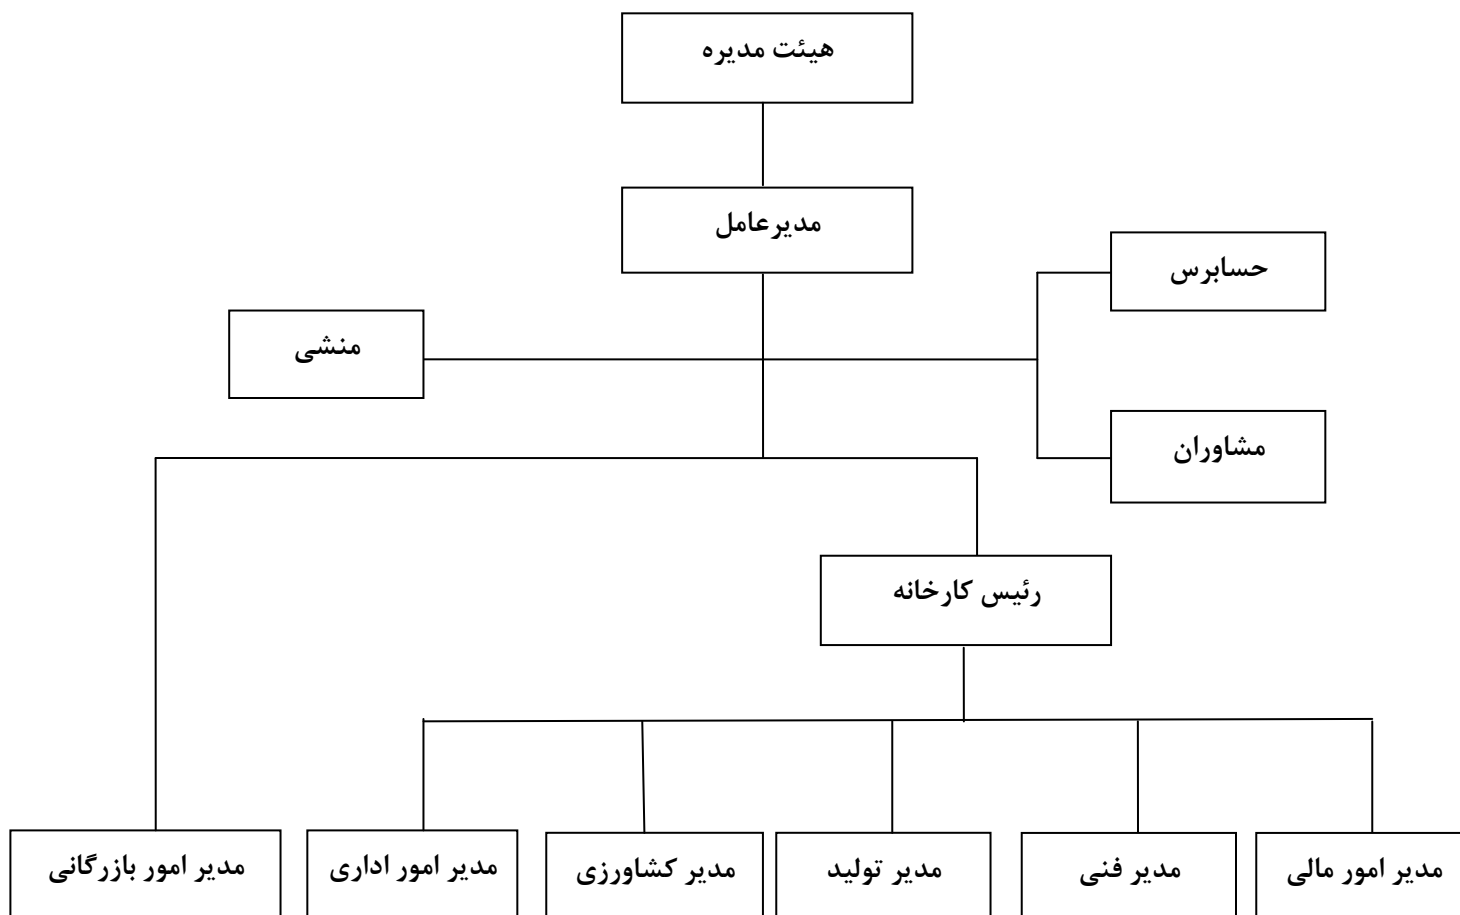 هیئت مدیره
مدیرعامل
حسابرس
منشی
مشاوران
رئیس کارخانه
مدیر امور مالی
مدیر فنی
مدیر تولید
مدیر کشاورزی
مدیر امور اداری
مدیر امور بازرگانی